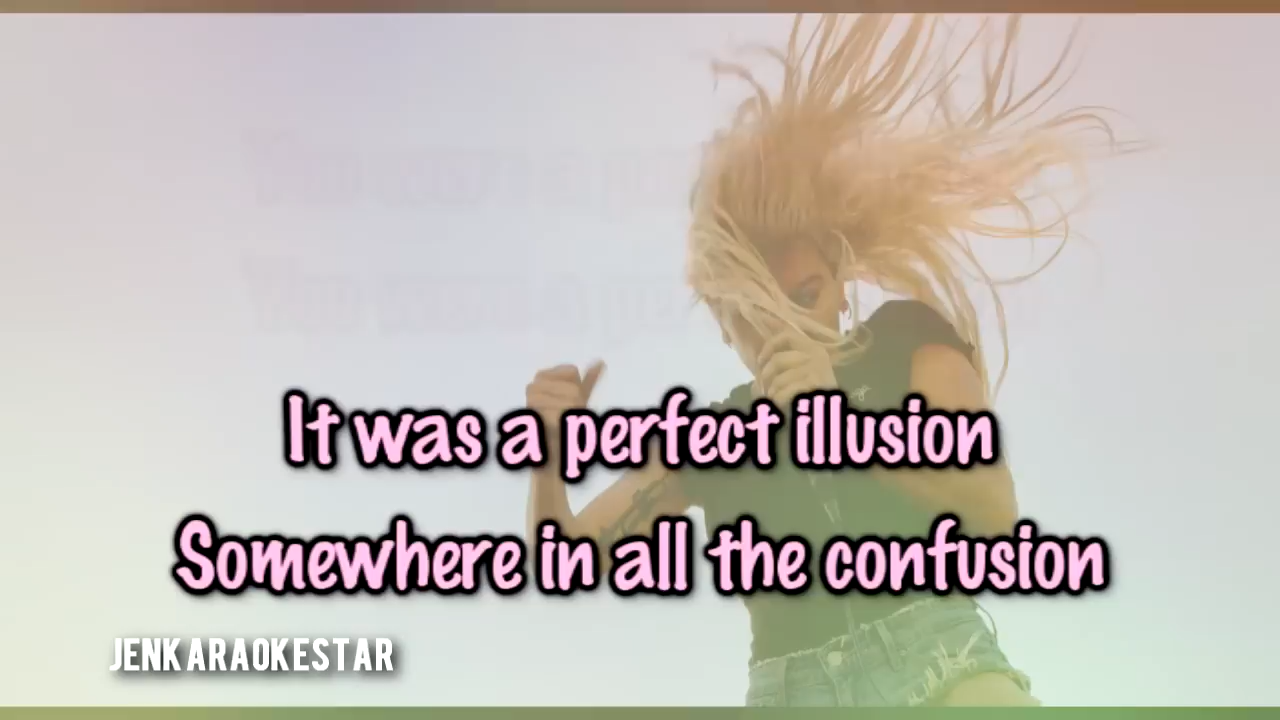 It was a perfect illusion
Somewhere in all the confusion
JENKARAOKESTAR